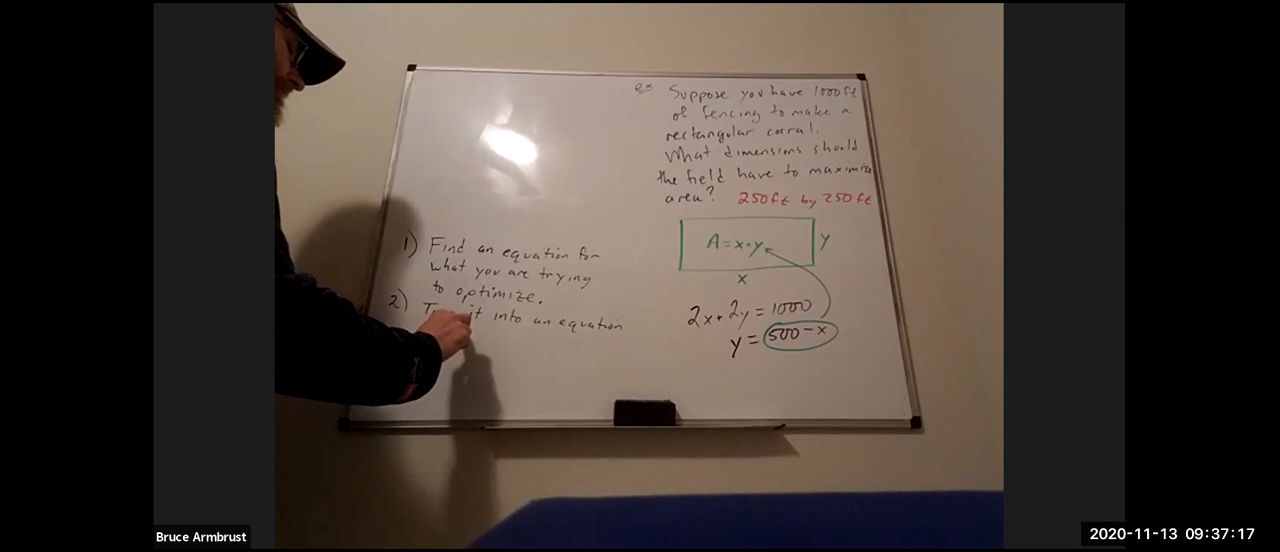 ex Suppose you have 1000 ft
of fencing to make a
rectangular corral.
What dimensions should
the field have to maximize
area? 250 ft by 250 ft
A = x·y
y
x
2x + 2y = 1000
y = 500 - x
1) Find an equation for
what you are trying
to optimize.
2) it into an equation
Bruce Armbrust
2020-11-13 09:37:17